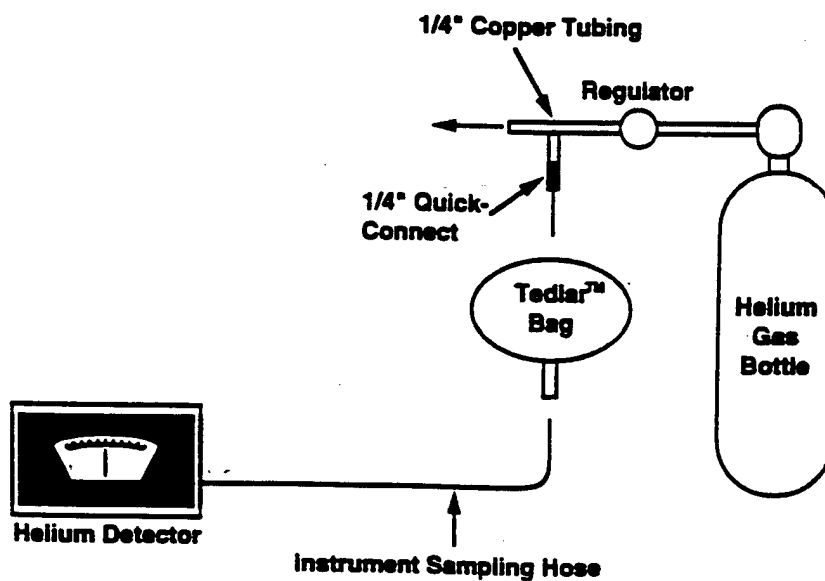 1/4" Copper Tubing
Regulator
1/4" Quick-
Connect
Tedlar™
Bag
Helium
Gas
Bottle
Helium Detector
Instrument Sampling Hose